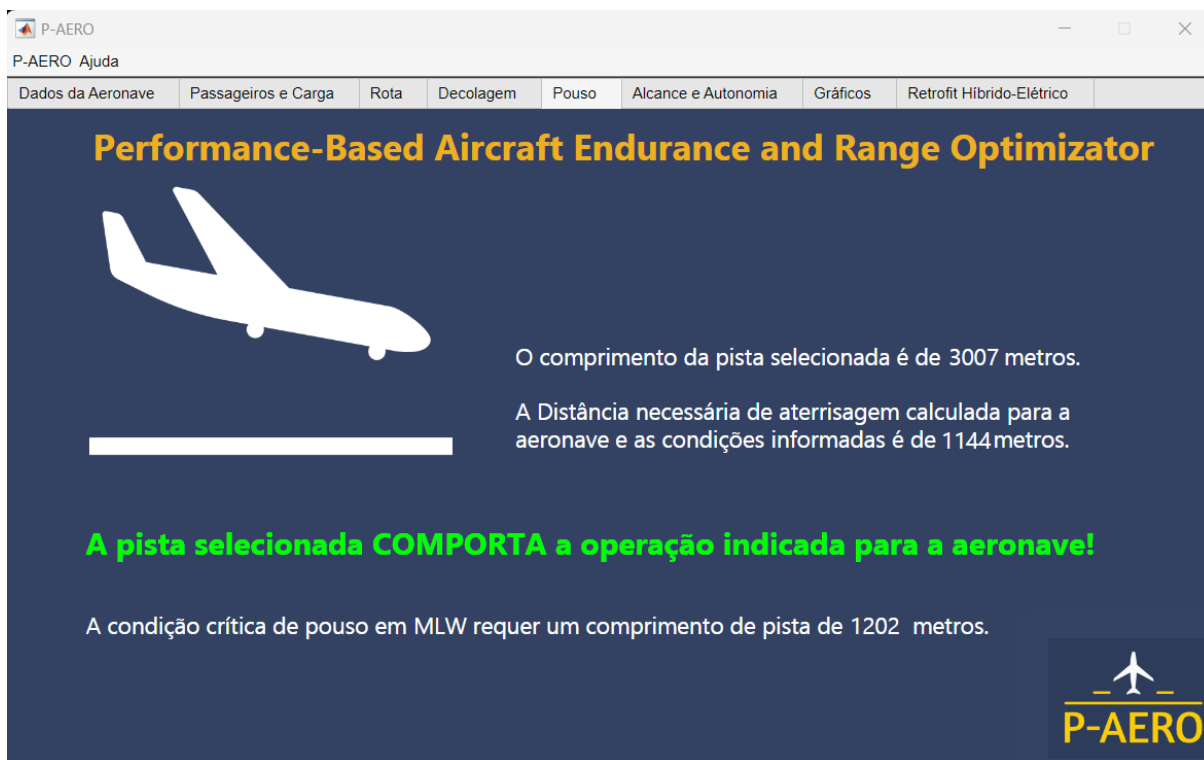 P-AERO
P-AERO Ajuda
Dados da Aeronave Passageiros e Carga Rota Decolagem Pouso Alcance e Autonomia Gráficos Retrofit Híbrido-Elétrico
Performance-Based Aircraft Endurance and Range Optimizator
O comprimento da pista selecionada é de 3007 metros.
A Distância necessária de aterrisagem calculada para a
aeronave e as condições informadas é de 1144 metros.
A pista selecionada COMPORTA a operação indicada para a aeronave!
A condição crítica de pouso em MLW requer um comprimento de pista de 1202 metros.
P-AERO